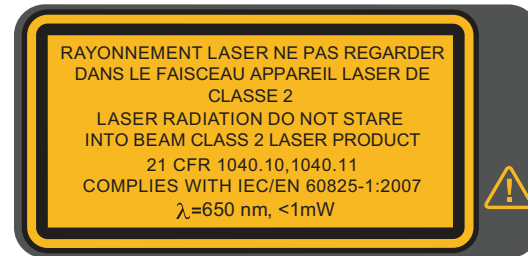 RAYONNEMENT LASER NE PAS REGARDER
DANS LE FAISCEAU APPAREIL LASER DE
CLASSE 2
LASER RADIATION DO NOT STARE
INTO BEAM CLASS 2 LASER PRODUCT
21 CFR 1040.10,1040.11
COMPLIES WITH IEC/EN 60825-1:2007
λ=650 nm, <1mW